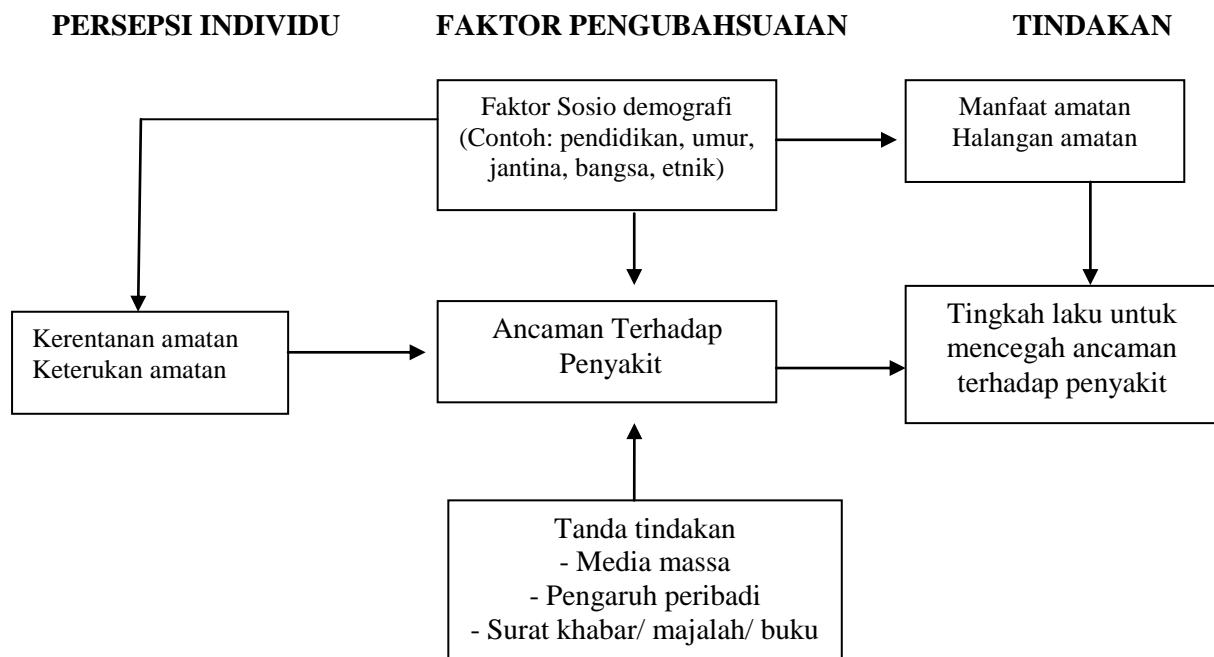 PERSEPSI INDIVIDU
FAKTOR PENGUBAHSUAIAN
TINDAKAN
Faktor Sosio demografi
(Contoh: pendidikan, umur,
jantina, bangsa, etnik)
Manfaat amatan
Halangan amatan
Kerentanan amatan
Keterukan amatan
Ancaman Terhadap
Penyakit
Tingkah laku untuk
mencegah ancaman
terhadap penyakit
Tanda tindakan
- Media massa
- Pengaruh peribadi
- Surat khabar/ majalah/ buku